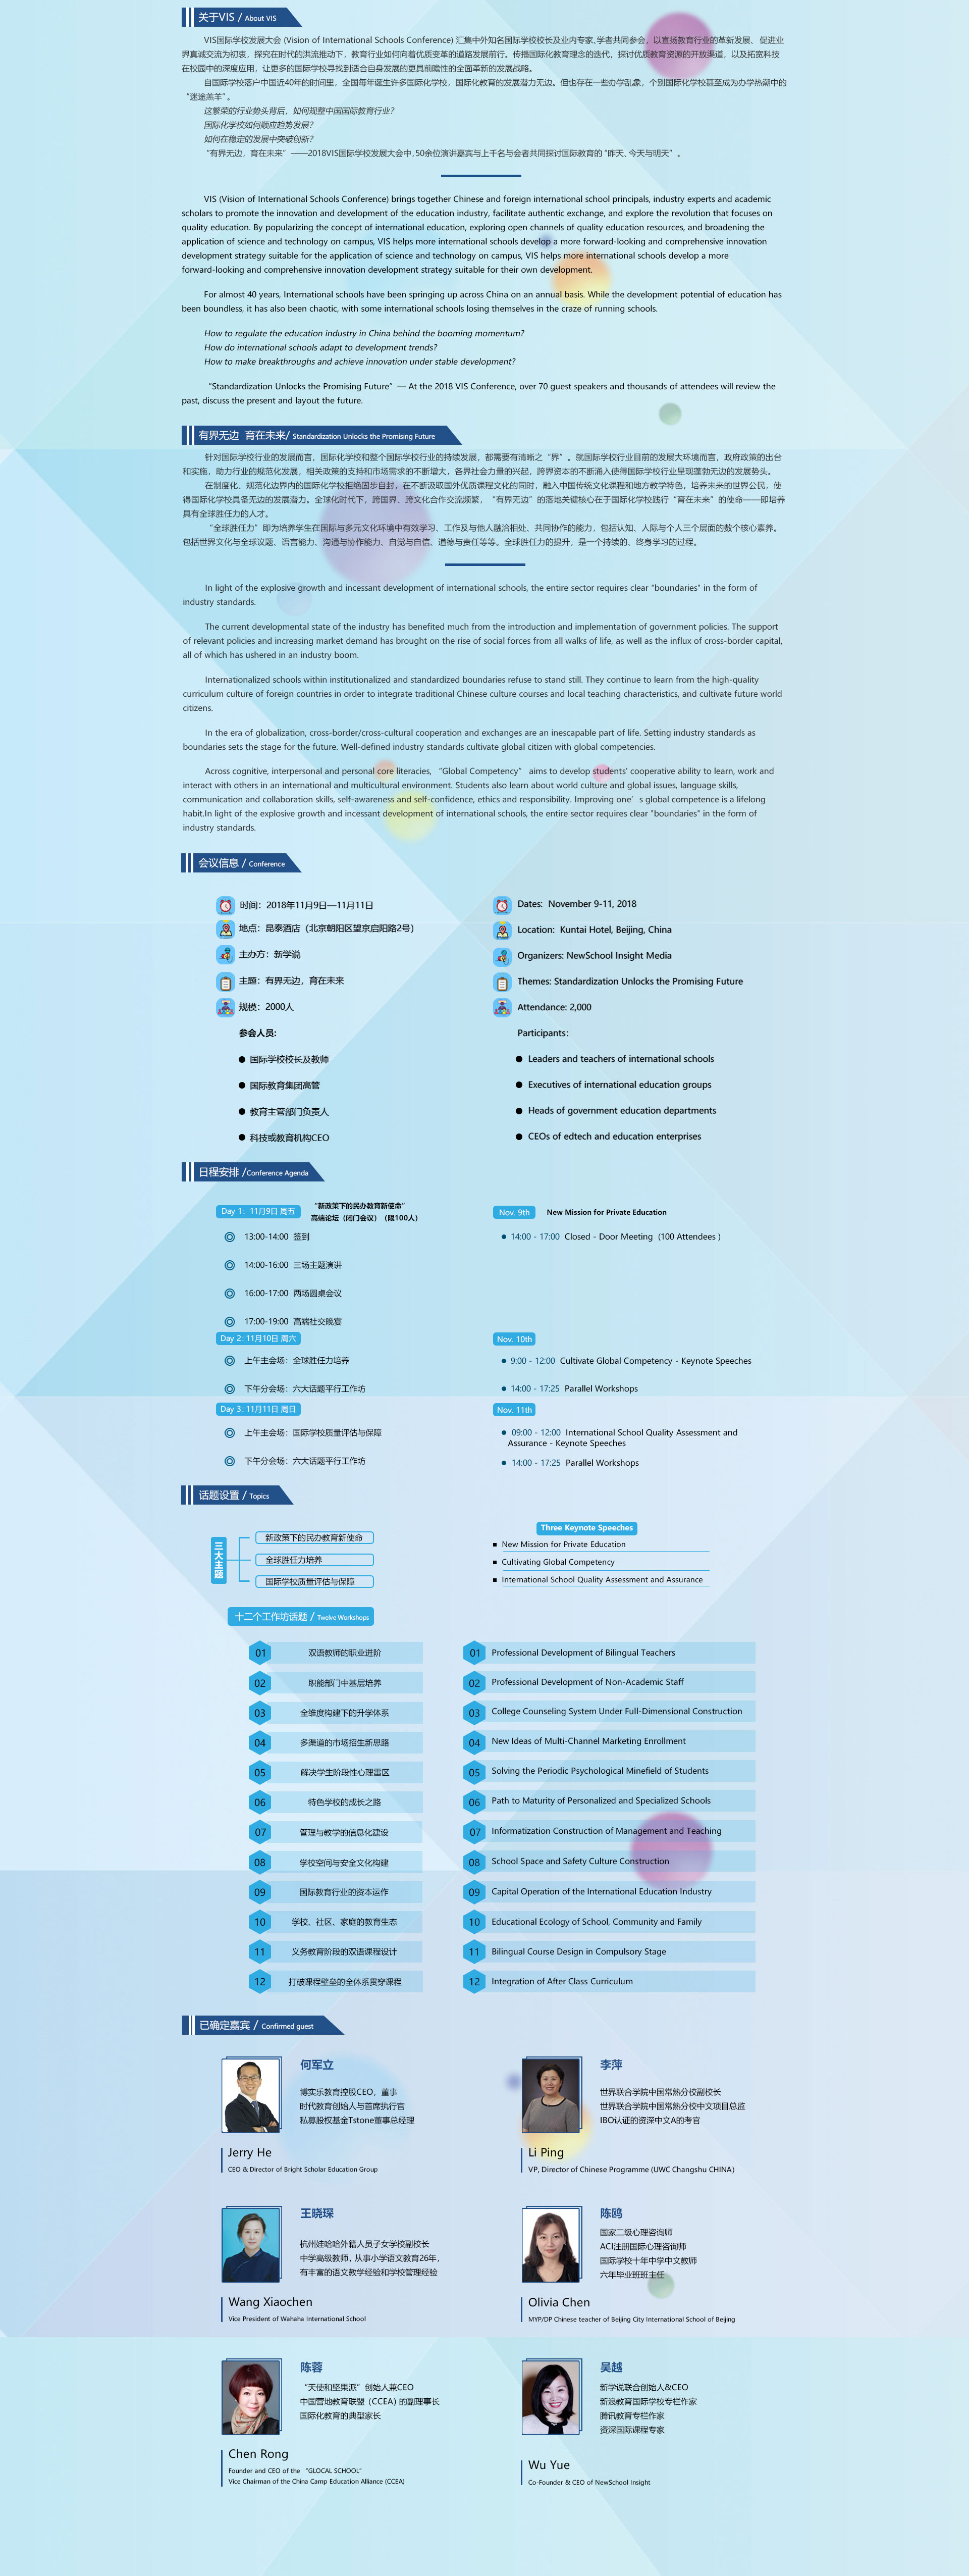 关于VIS / About VIS
VIS国际学校发展大会 (Vision of International Schools Conference) 汇集中外知名国际学校校长及业内专家、学者共同参会，以宣扬教育行业的革新发展、促进业
界真诚交流为初衷，探究在时代的洪流推动下，教育行业如何向着优质变革的道路发展前行。传播国际化教育理念的迭代，探讨优质教育资源的开放渠道，以及拓宽科技
在校园中的深度应用，让更多的国际学校寻找到适合自身发展的更具前瞻性的全面革新的发展战略。
自国际学校落户中国近40年的时间里，全国每年诞生许多国际化学校，国际化教育的发展潜力无边。但也存在一些办学乱象，个别国际化学校甚至成为办学热潮中的
“迷途羔羊”。
这繁荣的行业势头背后，如何规整中国国际教育行业？
国际化学校如何顺应趋势发展？
如何在稳定的发展中突破创新？
“有界无边，育在未来”——2018VIS国际学校发展大会中，50余位演讲嘉宾与上千名与会者共同探讨国际教育的“昨天、今天与明天”。
VIS (Vision of International Schools Conference) brings together Chinese and foreign international school principals, industry experts and academic
scholars to promote the innovation and development of the education industry, facilitate authentic exchange, and explore the revolution that focuses on
quality education. By popularizing the concept of international education, exploring open channels of quality education resources, and broadening the
application of science and technology on campus, VIS helps more international schools develop a more forward-looking and comprehensive innovation
development strategy suitable for the application of science and technology on campus, VIS helps more international schools develop a more
forward-looking and comprehensive innovation development strategy suitable for their own development.
For almost 40 years, International schools have been springing up across China on an annual basis. While the development potential of education has
been boundless, it has also been chaotic, with some international schools losing themselves in the craze of running schools.
How to regulate the education industry in China behind the booming momentum?
How do international schools adapt to development trends?
How to make breakthroughs and achieve innovation under stable development?
“Standardization Unlocks the Promising Future” — At the 2018 VIS Conference, over 70 guest speakers and thousands of attendees will review the
past, discuss the present and layout the future.
有界无边 育在未来/ Standardization Unlocks the Promising Future
针对国际学校行业的发展而言，国际化学校和整个国际学校行业的持续发展，都需要有清晰之“界”。就国际学校行业目前的发展大环境而言，政府政策的出台
和实施，助力行业的规范化发展，相关政策的支持和市场需求的不断增大，各界社会力量的兴起，跨界资本的不断涌入使得国际学校行业呈现蓬勃无边的发展势头。
在制度化、规范化边界内的国际化学校拒绝固步自封，在不断汲取国外优质课程文化的同时，融入中国传统文化课程和地方教学特色，培养未来的世界公民，使
得国际化学校具备无边的发展潜力。全球化时代下，跨国界、跨文化合作交流频繁，“有界无边”的落地关键核心在于国际化学校践行“育在未来”的使命——即培养
具有全球胜任力的人才。
“全球胜任力”即为培养学生在国际与多元文化环境中有效学习、工作及与他人融洽相处、共同协作的能力，包括认知、人际与个人三个层面的数个核心素养。
包括世界文化与全球议题、语言能力、沟通与协作能力、自觉与自信、道德与责任等等。全球胜任力的提升，是一个持续的、终身学习的过程。
In light of the explosive growth and incessant development of international schools, the entire sector requires clear "boundaries" in the form of
industry standards.
The current developmental state of the industry has benefited much from the introduction and implementation of government policies. The support
of relevant policies and increasing market demand has brought on the rise of social forces from all walks of life, as well as the influx of cross-border capital,
all of which has ushered in an industry boom.
Internationalized schools within institutionalized and standardized boundaries refuse to stand still. They continue to learn from the high-quality
curriculum culture of foreign countries in order to integrate traditional Chinese culture courses and local teaching characteristics, and cultivate future world
citizens.
In the era of globalization, cross-border/cross-cultural cooperation and exchanges are an inescapable part of life. Setting industry standards as
boundaries sets the stage for the future. Well-defined industry standards cultivate global citizen with global competencies.
Across cognitive, interpersonal and personal core literacies, “Global Competency” aims to develop students' cooperative ability to learn, work and
interact with others in an international and multicultural environment. Students also learn about world culture and global issues, language skills,
communication and collaboration skills, self-awareness and self-confidence, ethics and responsibility. Improving one’s global competence is a lifelong
habit.In light of the explosive growth and incessant development of international schools, the entire sector requires clear "boundaries" in the form of
industry standards.
会议信息 / Conference
时间：2018年11月9日—11月11日
地点：昆泰酒店（北京朝阳区望京启阳路2号）
主办方：新学说
主题：有界无边，育在未来
规模：2000人
参会人员：
国际学校校长及教师
国际教育集团高管
教育主管部门负责人
科技或教育机构CEO
Dates: November 9-11, 2018
Location: Kuntai Hotel, Beijing, China
Organizers: NewSchool Insight Media
Themes: Standardization Unlocks the Promising Future
Attendance: 2,000
Participants：
Leaders and teachers of international schools
Executives of international education groups
Heads of government education departments
CEOs of edtech and education enterprises
日程安排 /Conference Agenda
Day 1：11月9日 周五
“新政策下的民办教育新使命”
高端论坛（闭门会议）（限100人）
13:00-14:00 签到
14:00-16:00 三场主题演讲
16:00-17:00 两场圆桌会议
17:00-19:00 高端社交晚宴
Day 2：11月10日 周六
上午主会场：全球胜任力培养
下午分会场：六大话题平行工作坊
Day 3：11月11日 周日
上午主会场：国际学校质量评估与保障
下午分会场：六大话题平行工作坊
Nov. 9th New Mission for Private Education
14:00 - 17:00 Closed - Door Meeting (100 Attendees )
Nov. 10th
9:00 - 12:00 Cultivate Global Competency - Keynote Speeches
14:00 - 17:25 Parallel Workshops
Nov. 11th
09:00 - 12:00 International School Quality Assessment and
Assurance - Keynote Speeches
14:00 - 17:25 Parallel Workshops
话题设置 / Topics
三大主题
新政策下的民办教育新使命
全球胜任力培养
国际学校质量评估与保障
Three Keynote Speeches
New Mission for Private Education
Cultivating Global Competency
International School Quality Assessment and Assurance
十二个工作坊话题 / Twelve Workshops
01 双语教师的职业进阶
02 职能部门中基层培养
03 全维度构建下的升学体系
04 多渠道的市场招生新思路
05 解决学生阶段性心理雷区
06 特色学校的成长之路
07 管理与教学的信息化建设
08 学校空间与安全文化构建
09 国际教育行业的资本运作
10 学校、社区、家庭的教育生态
11 义务教育阶段的双语课程设计
12 打破课程壁垒的全体系贯穿课程
01 Professional Development of Bilingual Teachers
02 Professional Development of Non-Academic Staff
03 College Counseling System Under Full-Dimensional Construction
04 New Ideas of Multi-Channel Marketing Enrollment
05 Solving the Periodic Psychological Minefield of Students
06 Path to Maturity of Personalized and Specialized Schools
07 Informatization Construction of Management and Teaching
08 School Space and Safety Culture Construction
09 Capital Operation of the International Education Industry
10 Educational Ecology of School, Community and Family
11 Bilingual Course Design in Compulsory Stage
12 Integration of After Class Curriculum
已确定嘉宾 / Confirmed guest
何军立
博实乐教育控股CEO，董事
时代教育创始人与首席执行官
私募股权基金Tstone董事总经理
Jerry He
CEO & Director of Bright Scholar Education Group
李萍
世界联合学院中国常熟分校副校长
世界联合学院中国常熟分校中文项目总监
IBO认证的资深中文A的考官
Li Ping
VP, Director of Chinese Programme (UWC Changshu CHINA)
王晓琛
杭州娃哈哈外籍人员子女学校副校长
中学高级教师，从事小学语文教育26年，
有丰富的语文教学经验和学校管理经验
Wang Xiaochen
Vice President of Wahaha International School
陈鸥
国家二级心理咨询师
ACI注册国际心理咨询师
国际学校十年中学中文教师
六年毕业班班主任
Olivia Chen
MYP/DP Chinese teacher of Beijing City International School of Beijing
陈蓉
“天使和坚果派”创始人兼CEO
中国营地教育联盟（CCEA）的副理事长
国际化教育的典型家长
Chen Rong
Founder and CEO of the “GLOCAL SCHOOL”
Vice Chairman of the China Camp Education Alliance (CCEA)
吴越
新学说联合创始人&CEO
新浪教育国际学校专栏作家
腾讯教育专栏作家
资深国际课程专家
Wu Yue
Co-Founder & CEO of NewSchool Insight